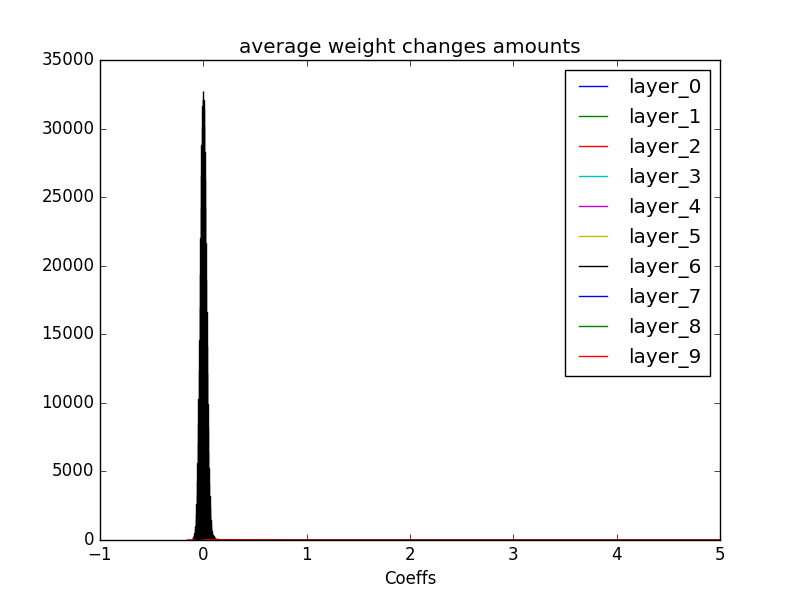 average weight changes amounts
35000
30000
25000
20000
15000
10000
5000
0
−1
0
1
2
3
4
5
Coeffs
layer_0
layer_1
layer_2
layer_3
layer_4
layer_5
layer_6
layer_7
layer_8
layer_9